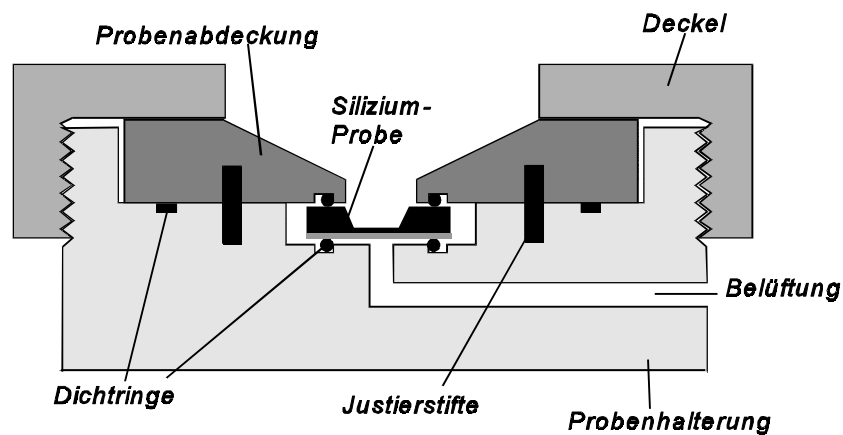 Deckel
Probenabdeckung
Silizium-
Probe
Belüftung
Dichtringe
Justierstifte
Probenhalterung